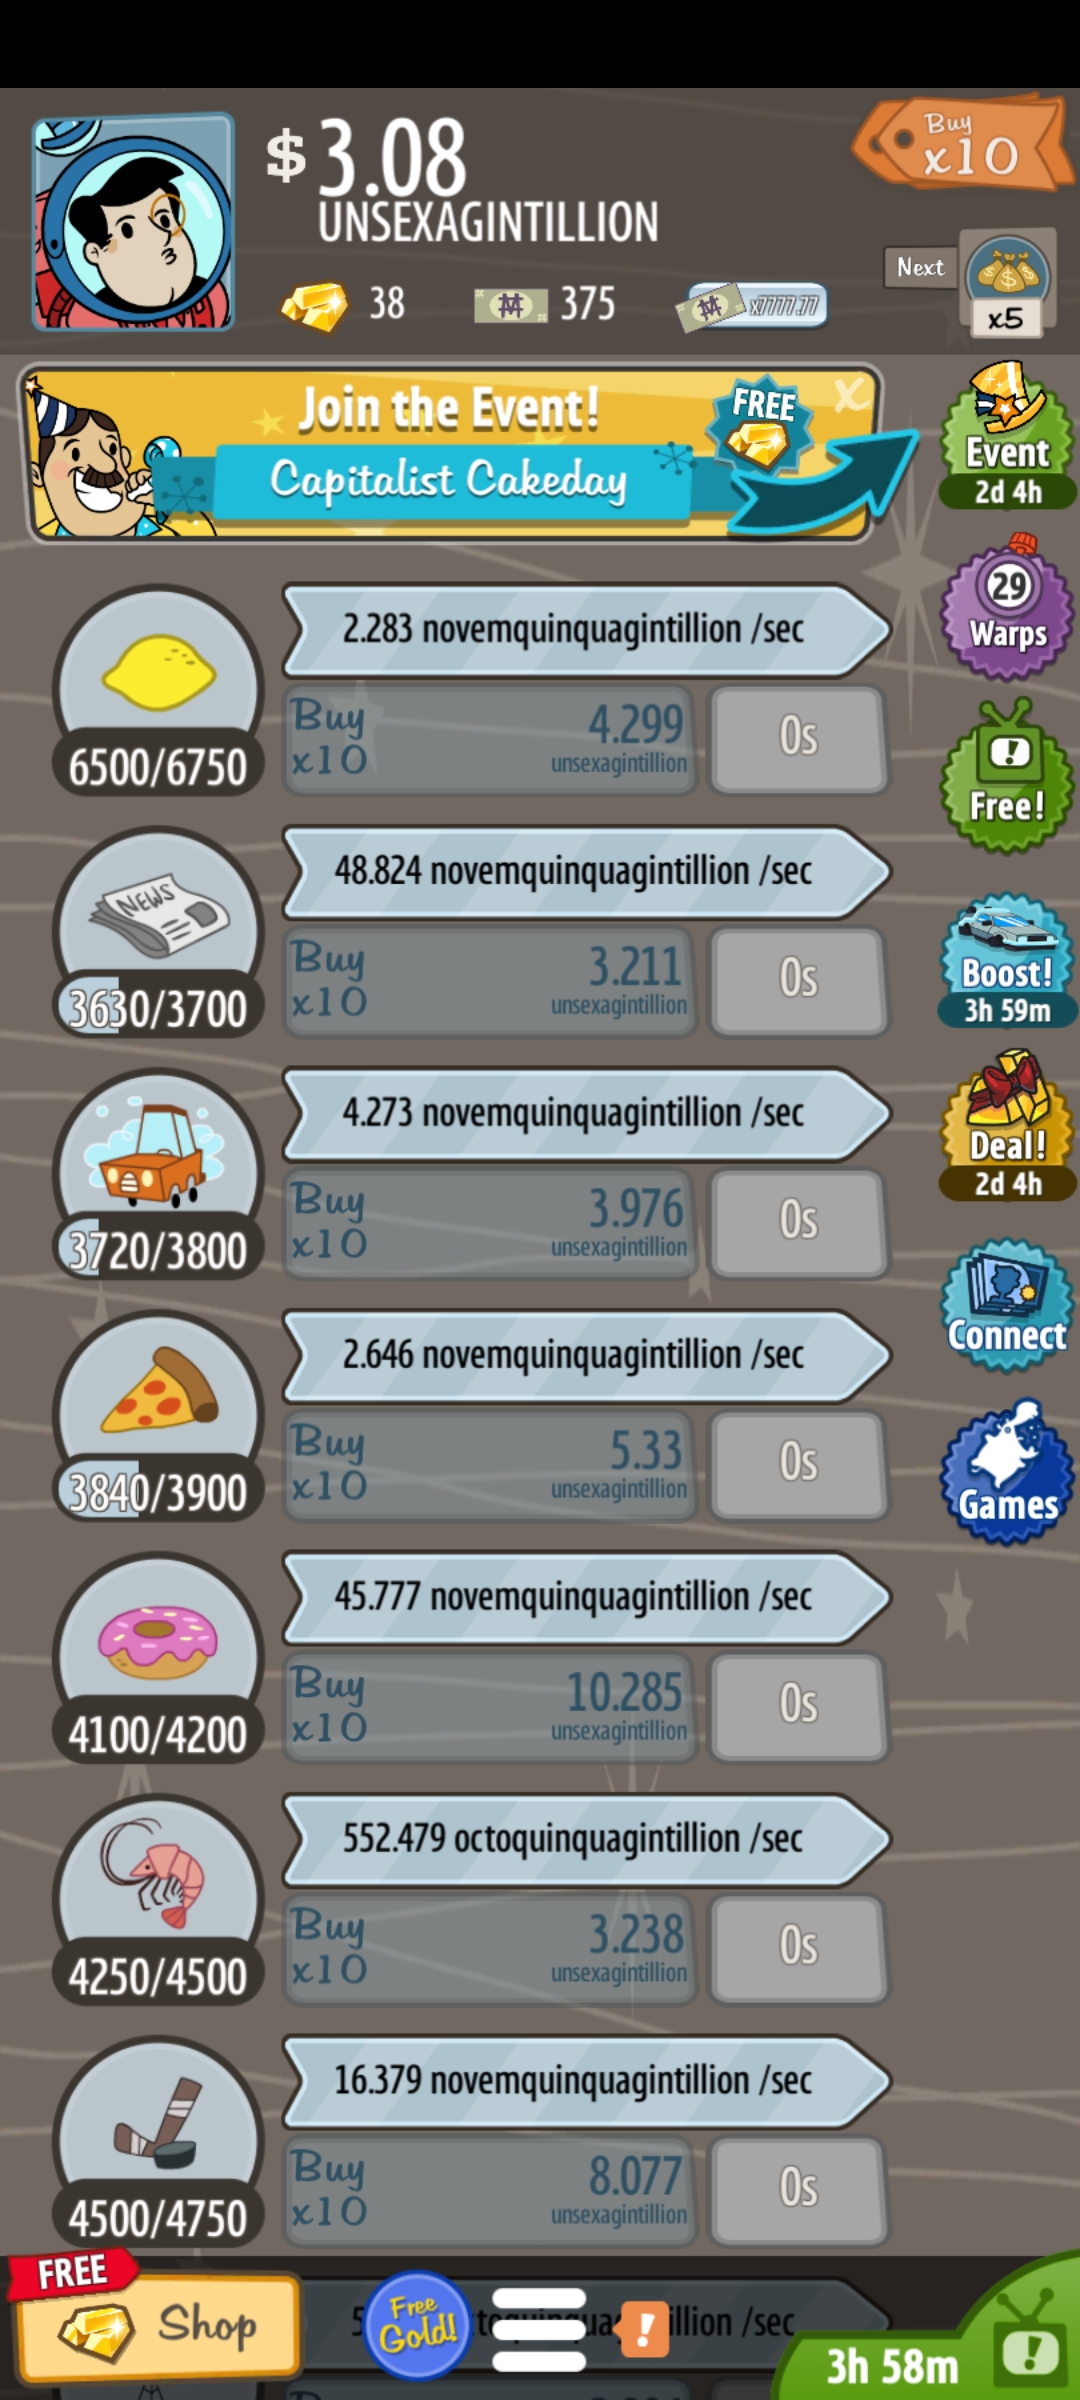 $ 3.08
UNSEXAGINTILLION
Buy
x10
38
375
x7777.77
Next
x5
Join the Event!
Capitalist Cakeday
FREE
x
Event
2d 4h
2.283 novemquinquagintillion /sec
Buy
x10
4.299
unsexagintillion
0s
6500/6750
29
Warps
Free!
NEWS
48.824 novemquinquagintillion /sec
Buy
x10
3.211
unsexagintillion
0s
3630/3700
Boost!
3h 59m
4.273 novemquinquagintillion /sec
Buy
x10
3.976
unsexagintillion
0s
3720/3800
Deal!
2d 4h
Connect
2.646 novemquinquagintillion /sec
Buy
x10
5.33
unsexagintillion
0s
3840/3900
Games
45.777 novemquinquagintillion /sec
Buy
x10
10.285
unsexagintillion
0s
4100/4200
552.479 octoquinquagintillion /sec
Buy
x10
3.238
unsexagintillion
0s
4250/4500
16.379 novemquinquagintillion /sec
Buy
x10
8.077
unsexagintillion
0s
4500/4750
FREE
Shop
Free
Gold!
!
/sec
3h 58m
!
Buy